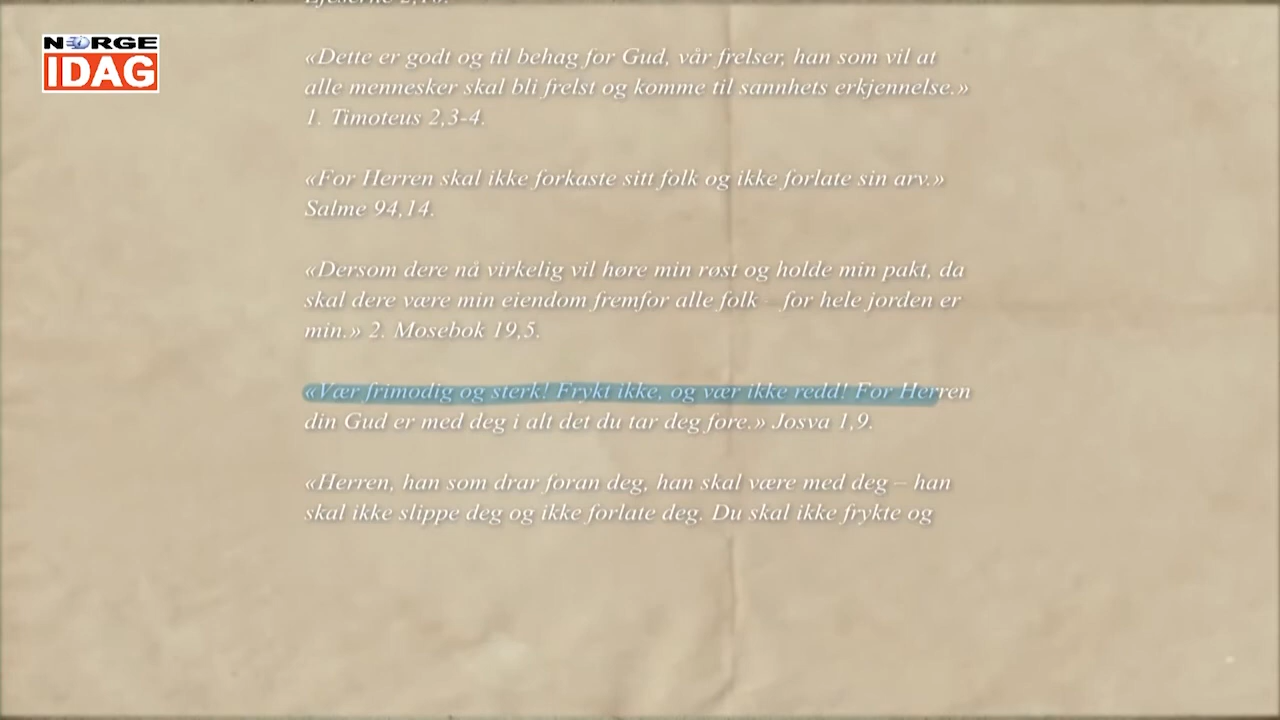 NORGE
IDAG
«Dette er godt og til behag for Gud, vår frelser, han som vil at
alle mennesker skal bli frelst og komme til sannhets erkjennelse.»
1. Timoteus 2,3-4.
«For Herren skal ikke forkaste sitt folk og ikke forlate sin arv.»
Salme 94,14.
«Dersom dere nå virkelig vil høre min røst og holde min pakt, da
skal dere være min eiendom fremfor alle folk – for hele jorden er
min.» 2. Mosebok 19,5.
«Vær frimodig og sterk! Frykt ikke, og vær ikke redd! For Herren
din Gud er med deg i alt det du tar deg fore.» Josva 1,9.
«Herren, han som drar foran deg, han skal være med deg – han
skal ikke slippe deg og ikke forlate deg. Du skal ikke frykte og